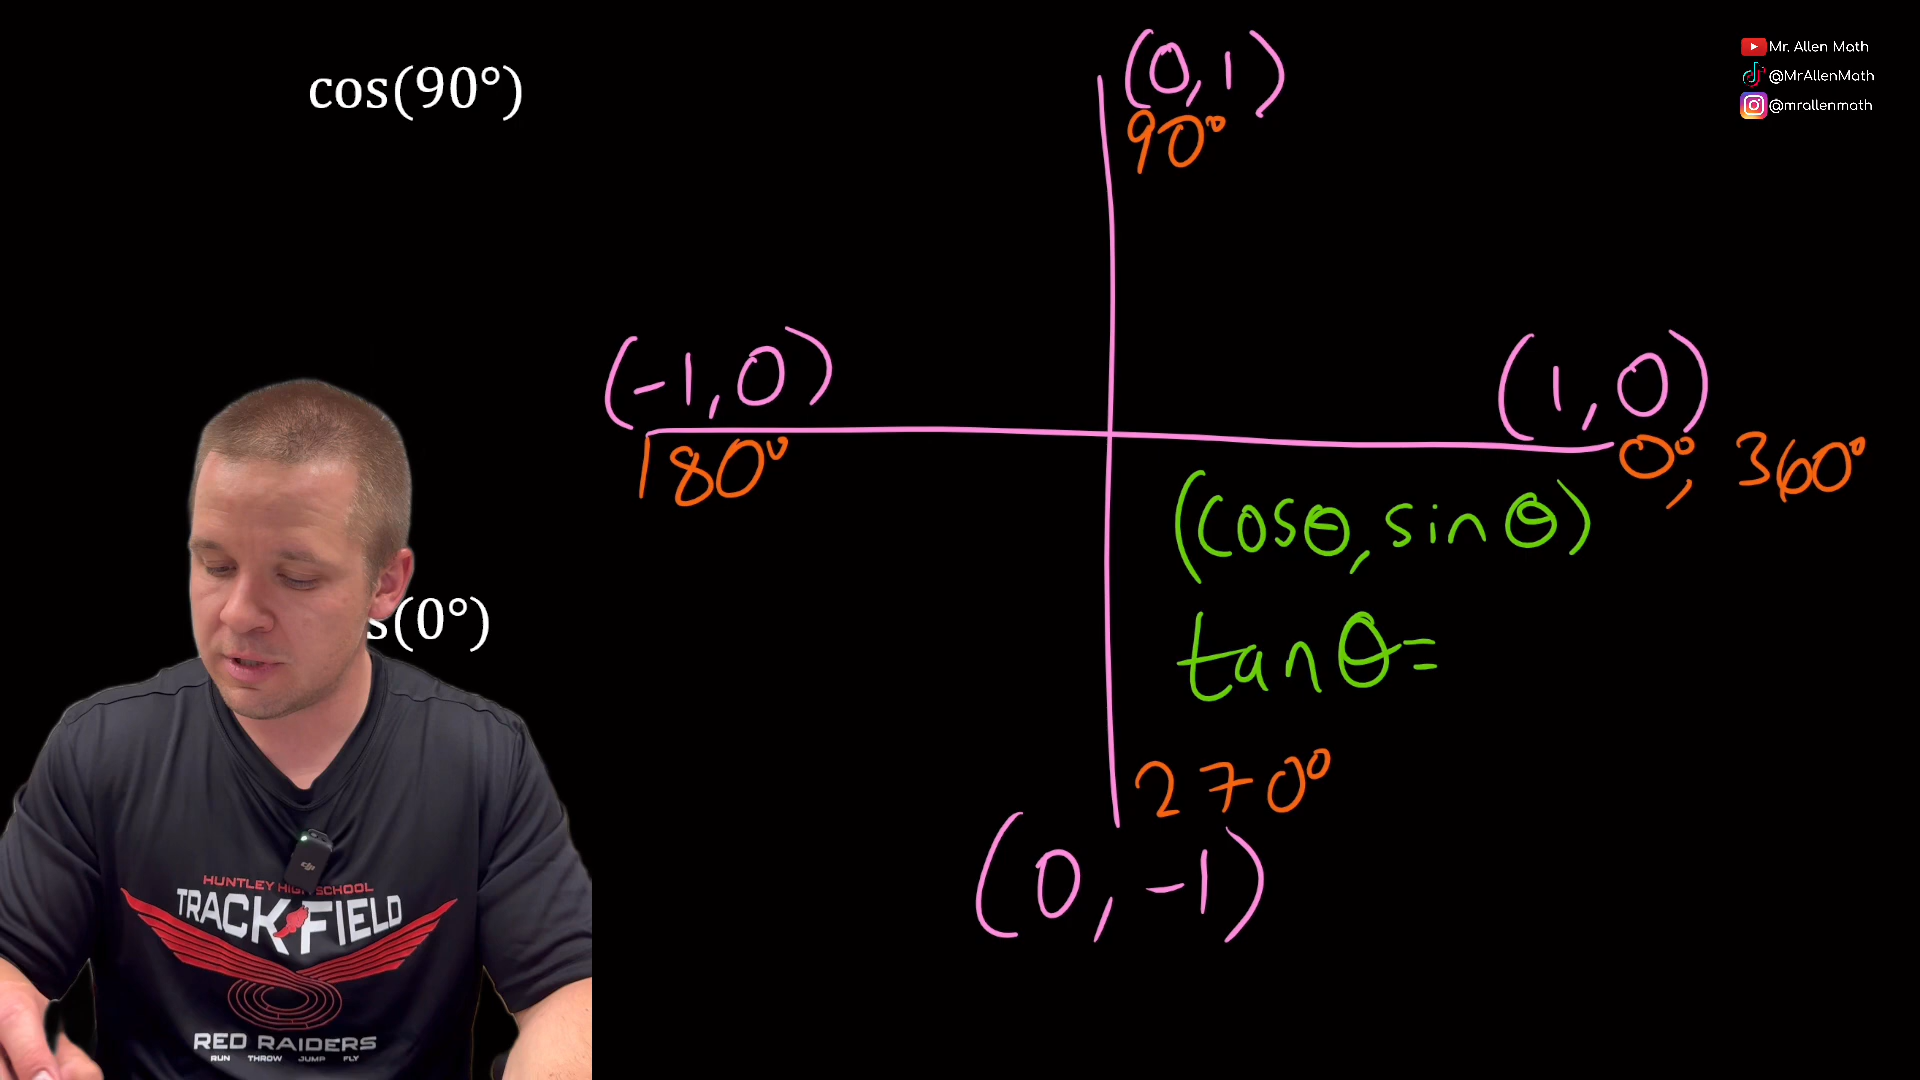 cos(90°)
(0,1)
90°
Mr. Allen Math
@MrAllenMath
@mrallenmath
(-1,0)
180°
(1,0)
0°, 360°
(cosθ, sinθ)
tanθ=
s(0°)
270°
(0,-1)
HUNTLEY HIGH SCHOOL
TRACK FIELD
RED RAIDERS
RUN THROW JUMP FLY
dji